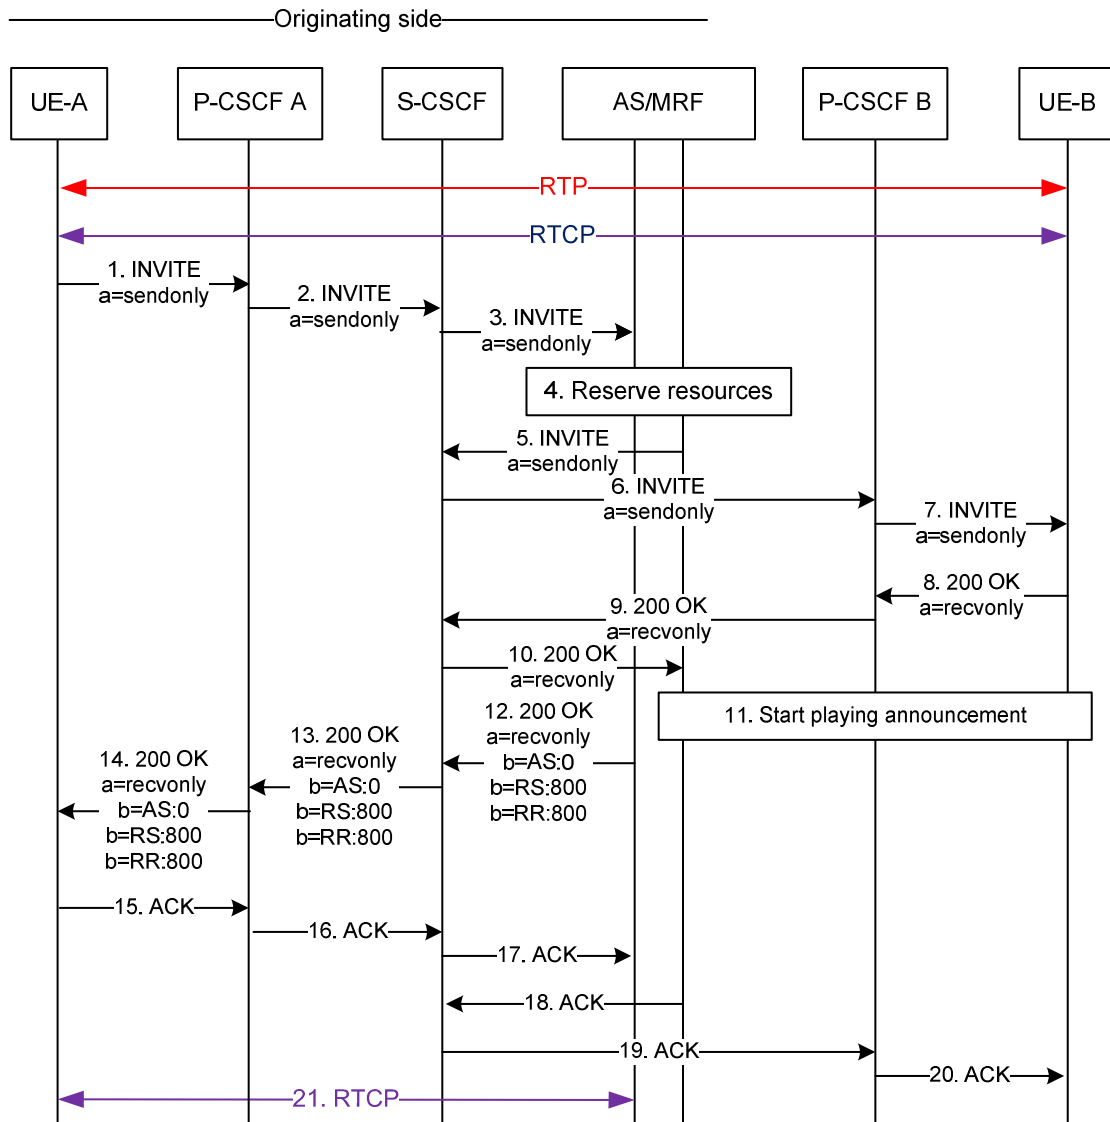 Originating side
UE-A
P-CSCF A
S-CSCF
AS/MRF
P-CSCF B
UE-B
RTP
RTCP
1. INVITE
a=sendonly
2. INVITE
a=sendonly
3. INVITE
a=sendonly
4. Reserve resources
5. INVITE
a=sendonly
6. INVITE
a=sendonly
7. INVITE
a=sendonly
8. 200 OK
a=recvonly
9. 200 OK
a=recvonly
10. 200 OK
a=recvonly
11. Start playing announcement
12. 200 OK
a=recvonly
b=AS:0
b=RS:800
b=RR:800
13. 200 OK
a=recvonly
b=AS:0
b=RS:800
b=RR:800
14. 200 OK
a=recvonly
b=AS:0
b=RS:800
b=RR:800
15. ACK
16. ACK
17. ACK
18. ACK
19. ACK
20. ACK
21. RTCP